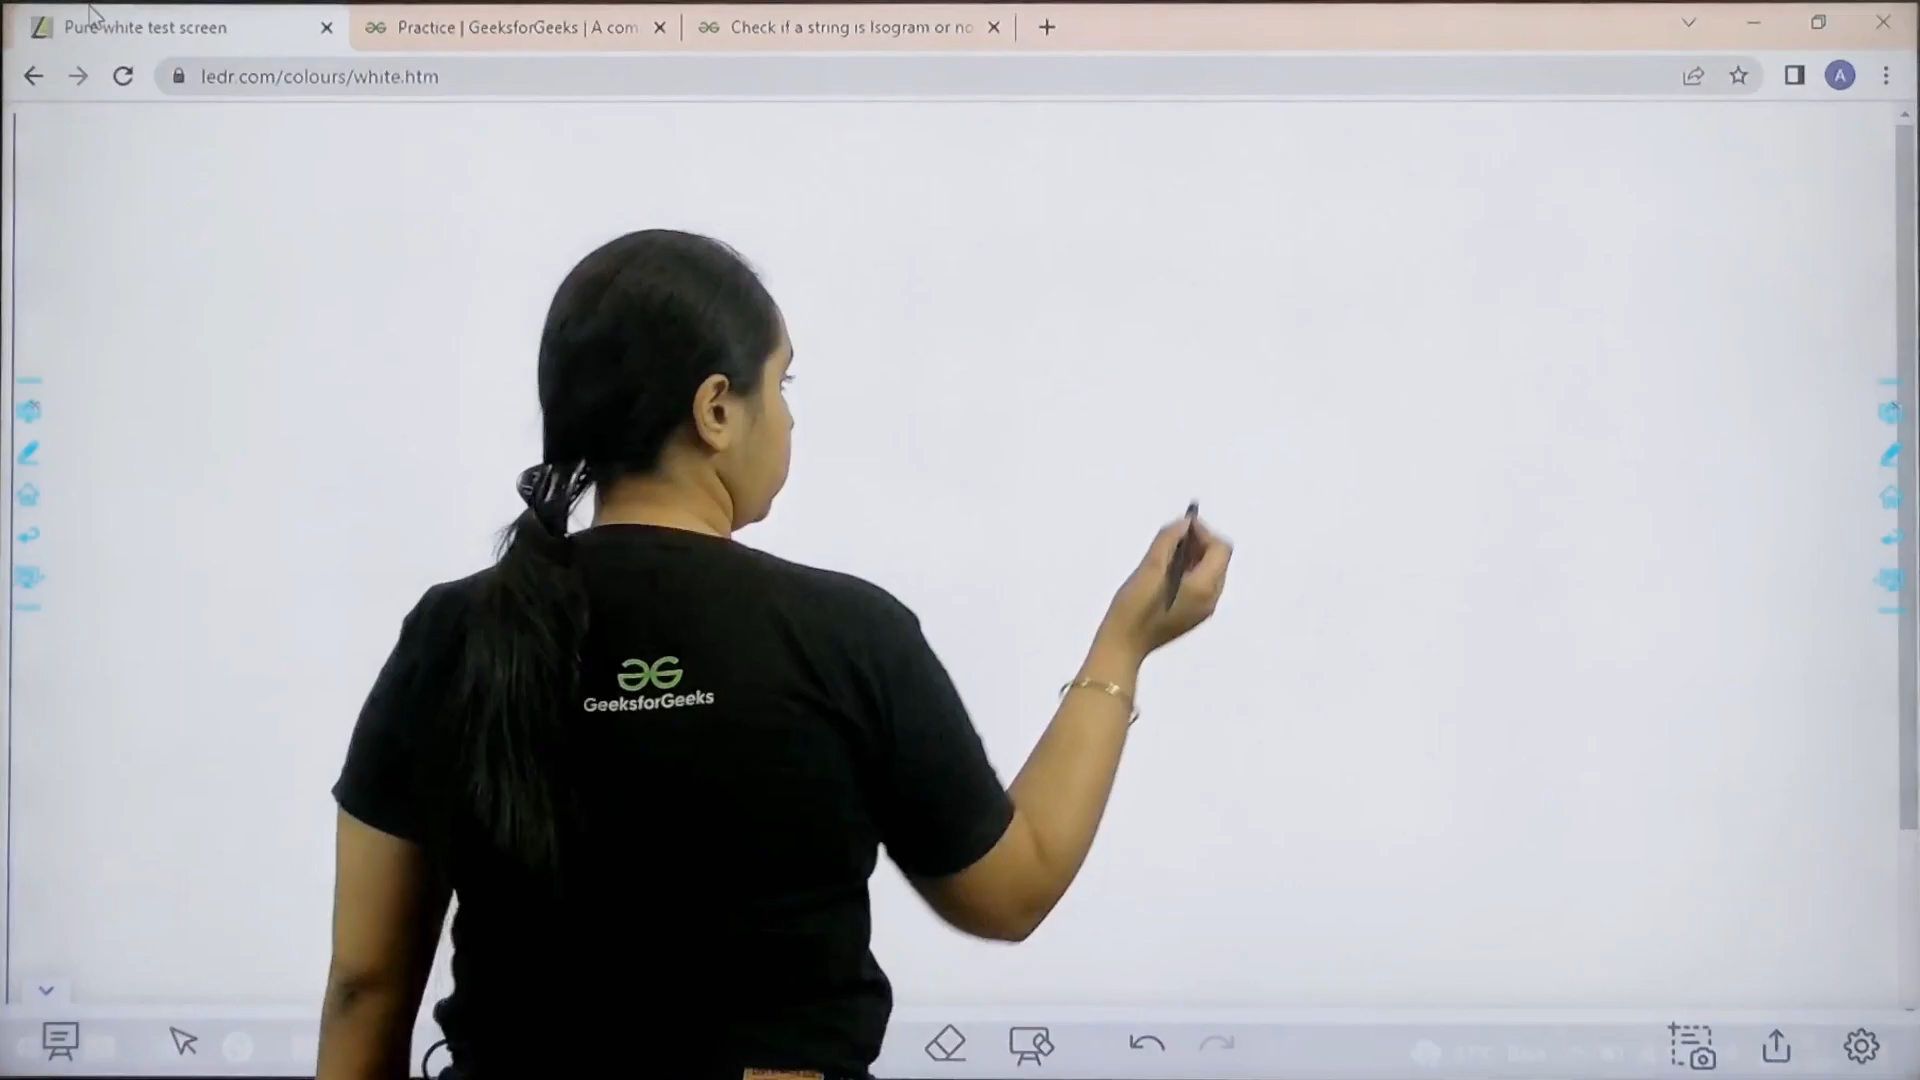 Pure white test screen
Practice | GeeksforGeeks | A com
Check if a string is Isogram or no
ledr.com/colours/white.htm
A
GeeksforGeeks